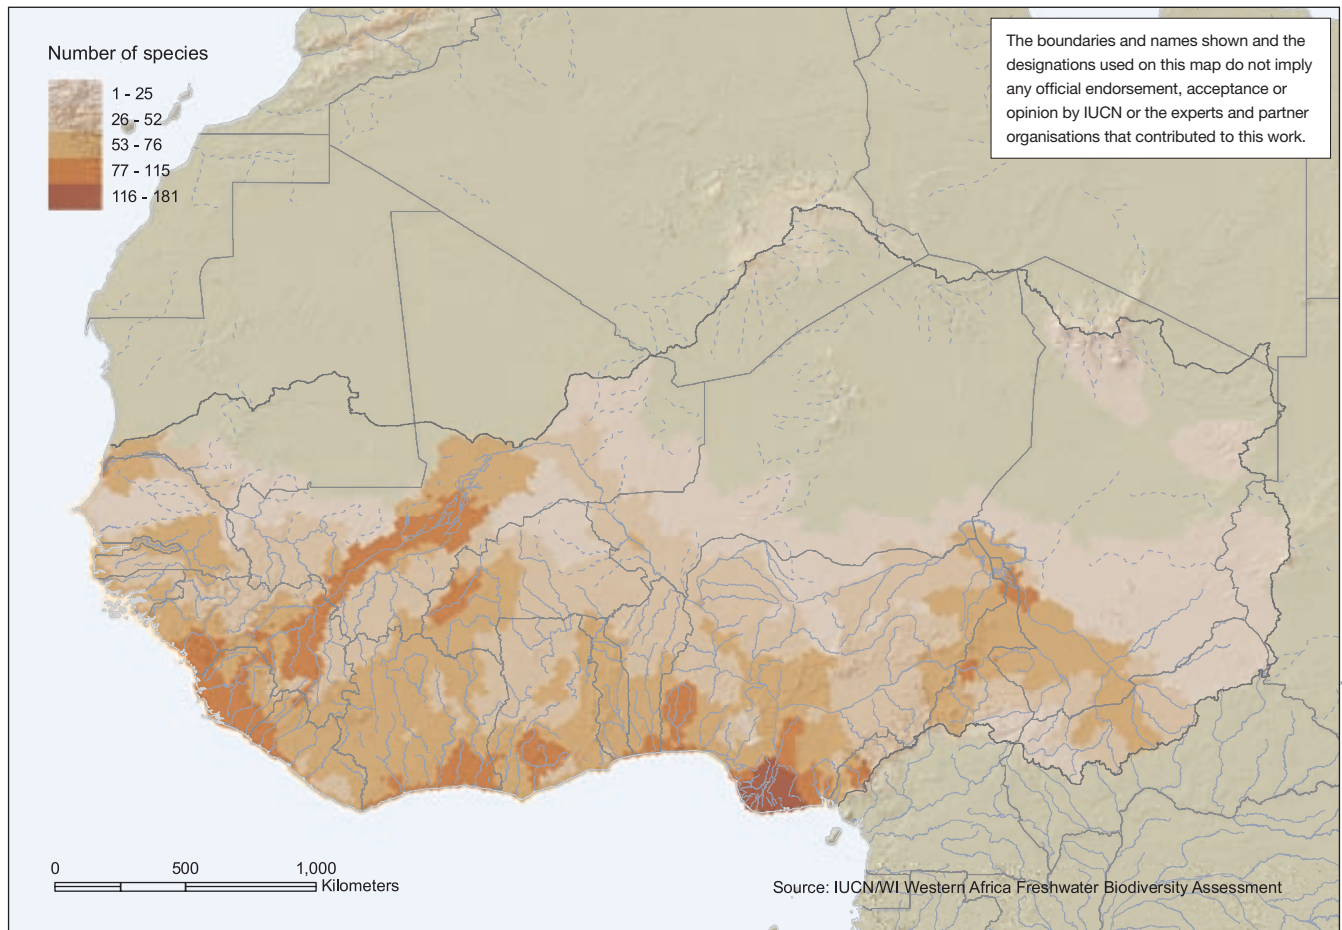 Number of species
1 - 25
26 - 52
53 - 76
77 - 115
116 - 181
The boundaries and names shown and the
designations used on this map do not imply
any official endorsement, acceptance or
opinion by IUCN or the experts and partner
organisations that contributed to this work.
0 500 1,000
Kilometers
Source: IUCN/WI Western Africa Freshwater Biodiversity Assessment